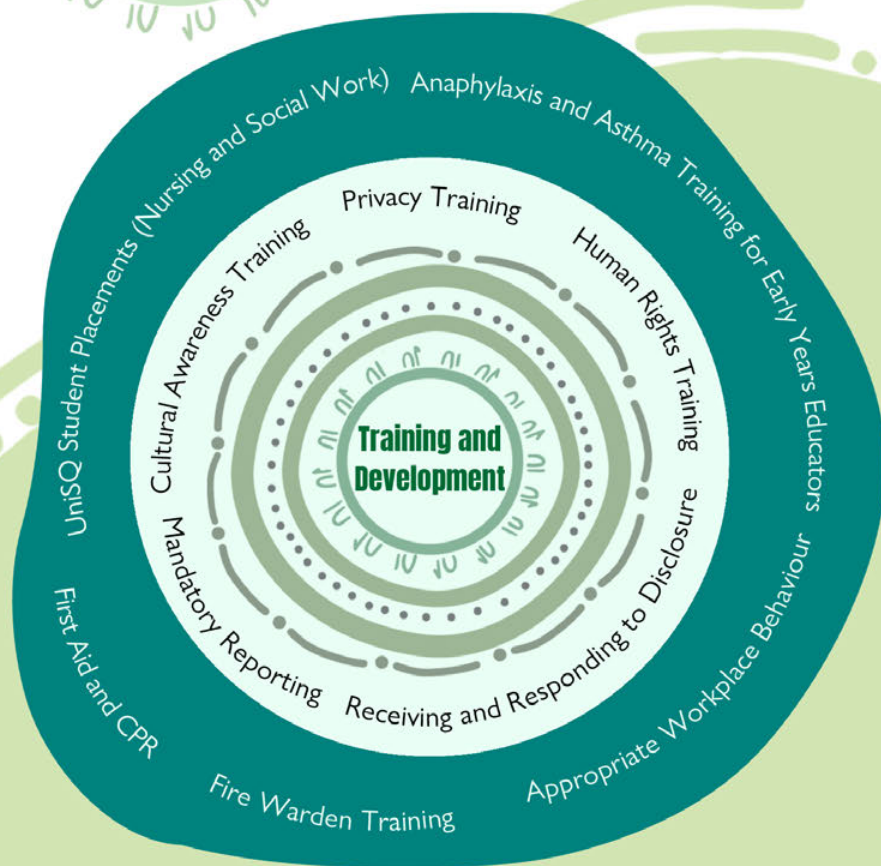 Training and
Development
Privacy Training
Human Rights Training
Receiving and Responding to Disclosure
Mandatory Reporting
Cultural Awareness Training
Anaphylaxis and Asthma Training for Early Years Educators
Appropriate Workplace Behaviour
Fire Warden Training
First Aid and CPR
UniSQ Student Placements (Nursing and Social Work)